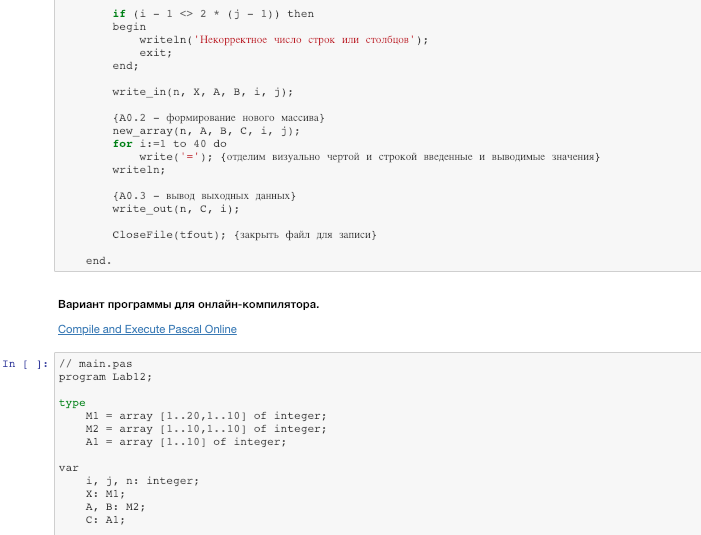 if (i - 1 <> 2 * (j - 1)) then
begin
writeln('Некорректное число строк или столбцов');
exit;
end;
write_in(n, X, A, B, i, j);
{A0.2 - формирование нового массива}
new_array(n, A, B, C, i, j);
for i:=1 to 40 do
write('='); {отделим визуально чертой и строкой введенные и выводимые значения}
writeln;
{A0.3 - вывод выходных данных}
write_out(n, C, i);
CloseFile(tfout); {закрыть файл для записи}
end.
Вариант программы для онлайн-компилятора.
Compile and Execute Pascal Online
In [ ]: // main.pas
program Lab12;
type
M1 = array [1..20,1..10] of integer;
M2 = array [1..10,1..10] of integer;
A1 = array [1..10] of integer;
var
i, j, n: integer;
X: M1;
A, B: M2;
C: A1;